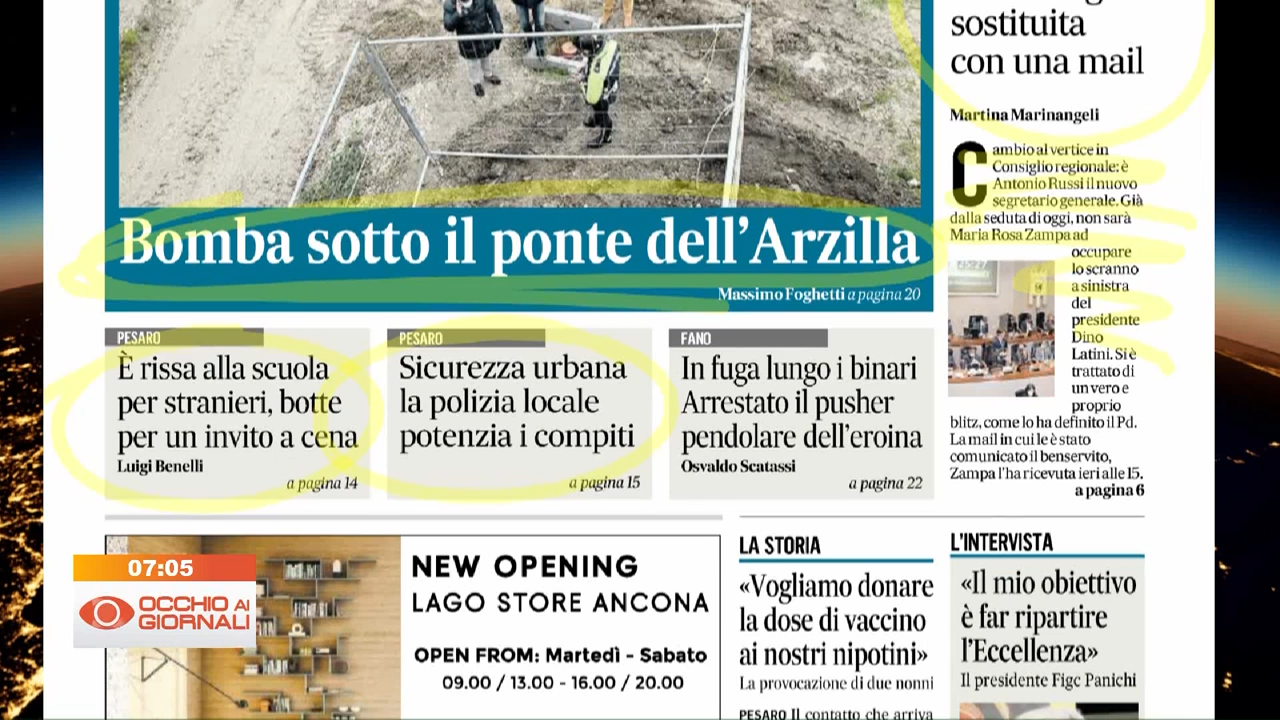 sostituita
con una mail
Martina Marinangeli
Cambio al vertice in
Consiglio regionale: è
Antonio Russi il nuovo
segretario generale. Già
dalla seduta di oggi, non sarà
Maria Rosa Zampa ad
occupare
lo scranno
a sinistra
del
presidente
Dino
Latini. Si è
trattato di
un vero e
proprio
blitz, come lo ha definito il Pd.
La mail in cui le è stato
comunicato il benservito,
Zampa l'ha ricevuta ieri alle 15.
a pagina 6
Bomba sotto il ponte dell'Arzilla
Massimo Foghetti a pagina 20
PESARO
È rissa alla scuola
per stranieri, botte
per un invito a cena
Luigi Benelli
a pagina 14
PESARO
Sicurezza urbana
la polizia locale
potenzia i compiti
a pagina 15
FANO
In fuga lungo i binari
Arrestato il pusher
pendolare dell'eroina
Osvaldo Scatassi
a pagina 22
07:05
OCCHIO AI
GIORNALI
NEW OPENING
LAGO STORE ANCONA
OPEN FROM: Martedì - Sabato
09.00 / 13.00 - 16.00 / 20.00
LA STORIA
«Vogliamo donare
la dose di vaccino
ai nostri nipotini»
La provocazione di due nonni
PESARO Il contatto che arriva
L'INTERVISTA
«Il mio obiettivo
è far ripartire
l'Eccellenza»
Il presidente Figc Panichi